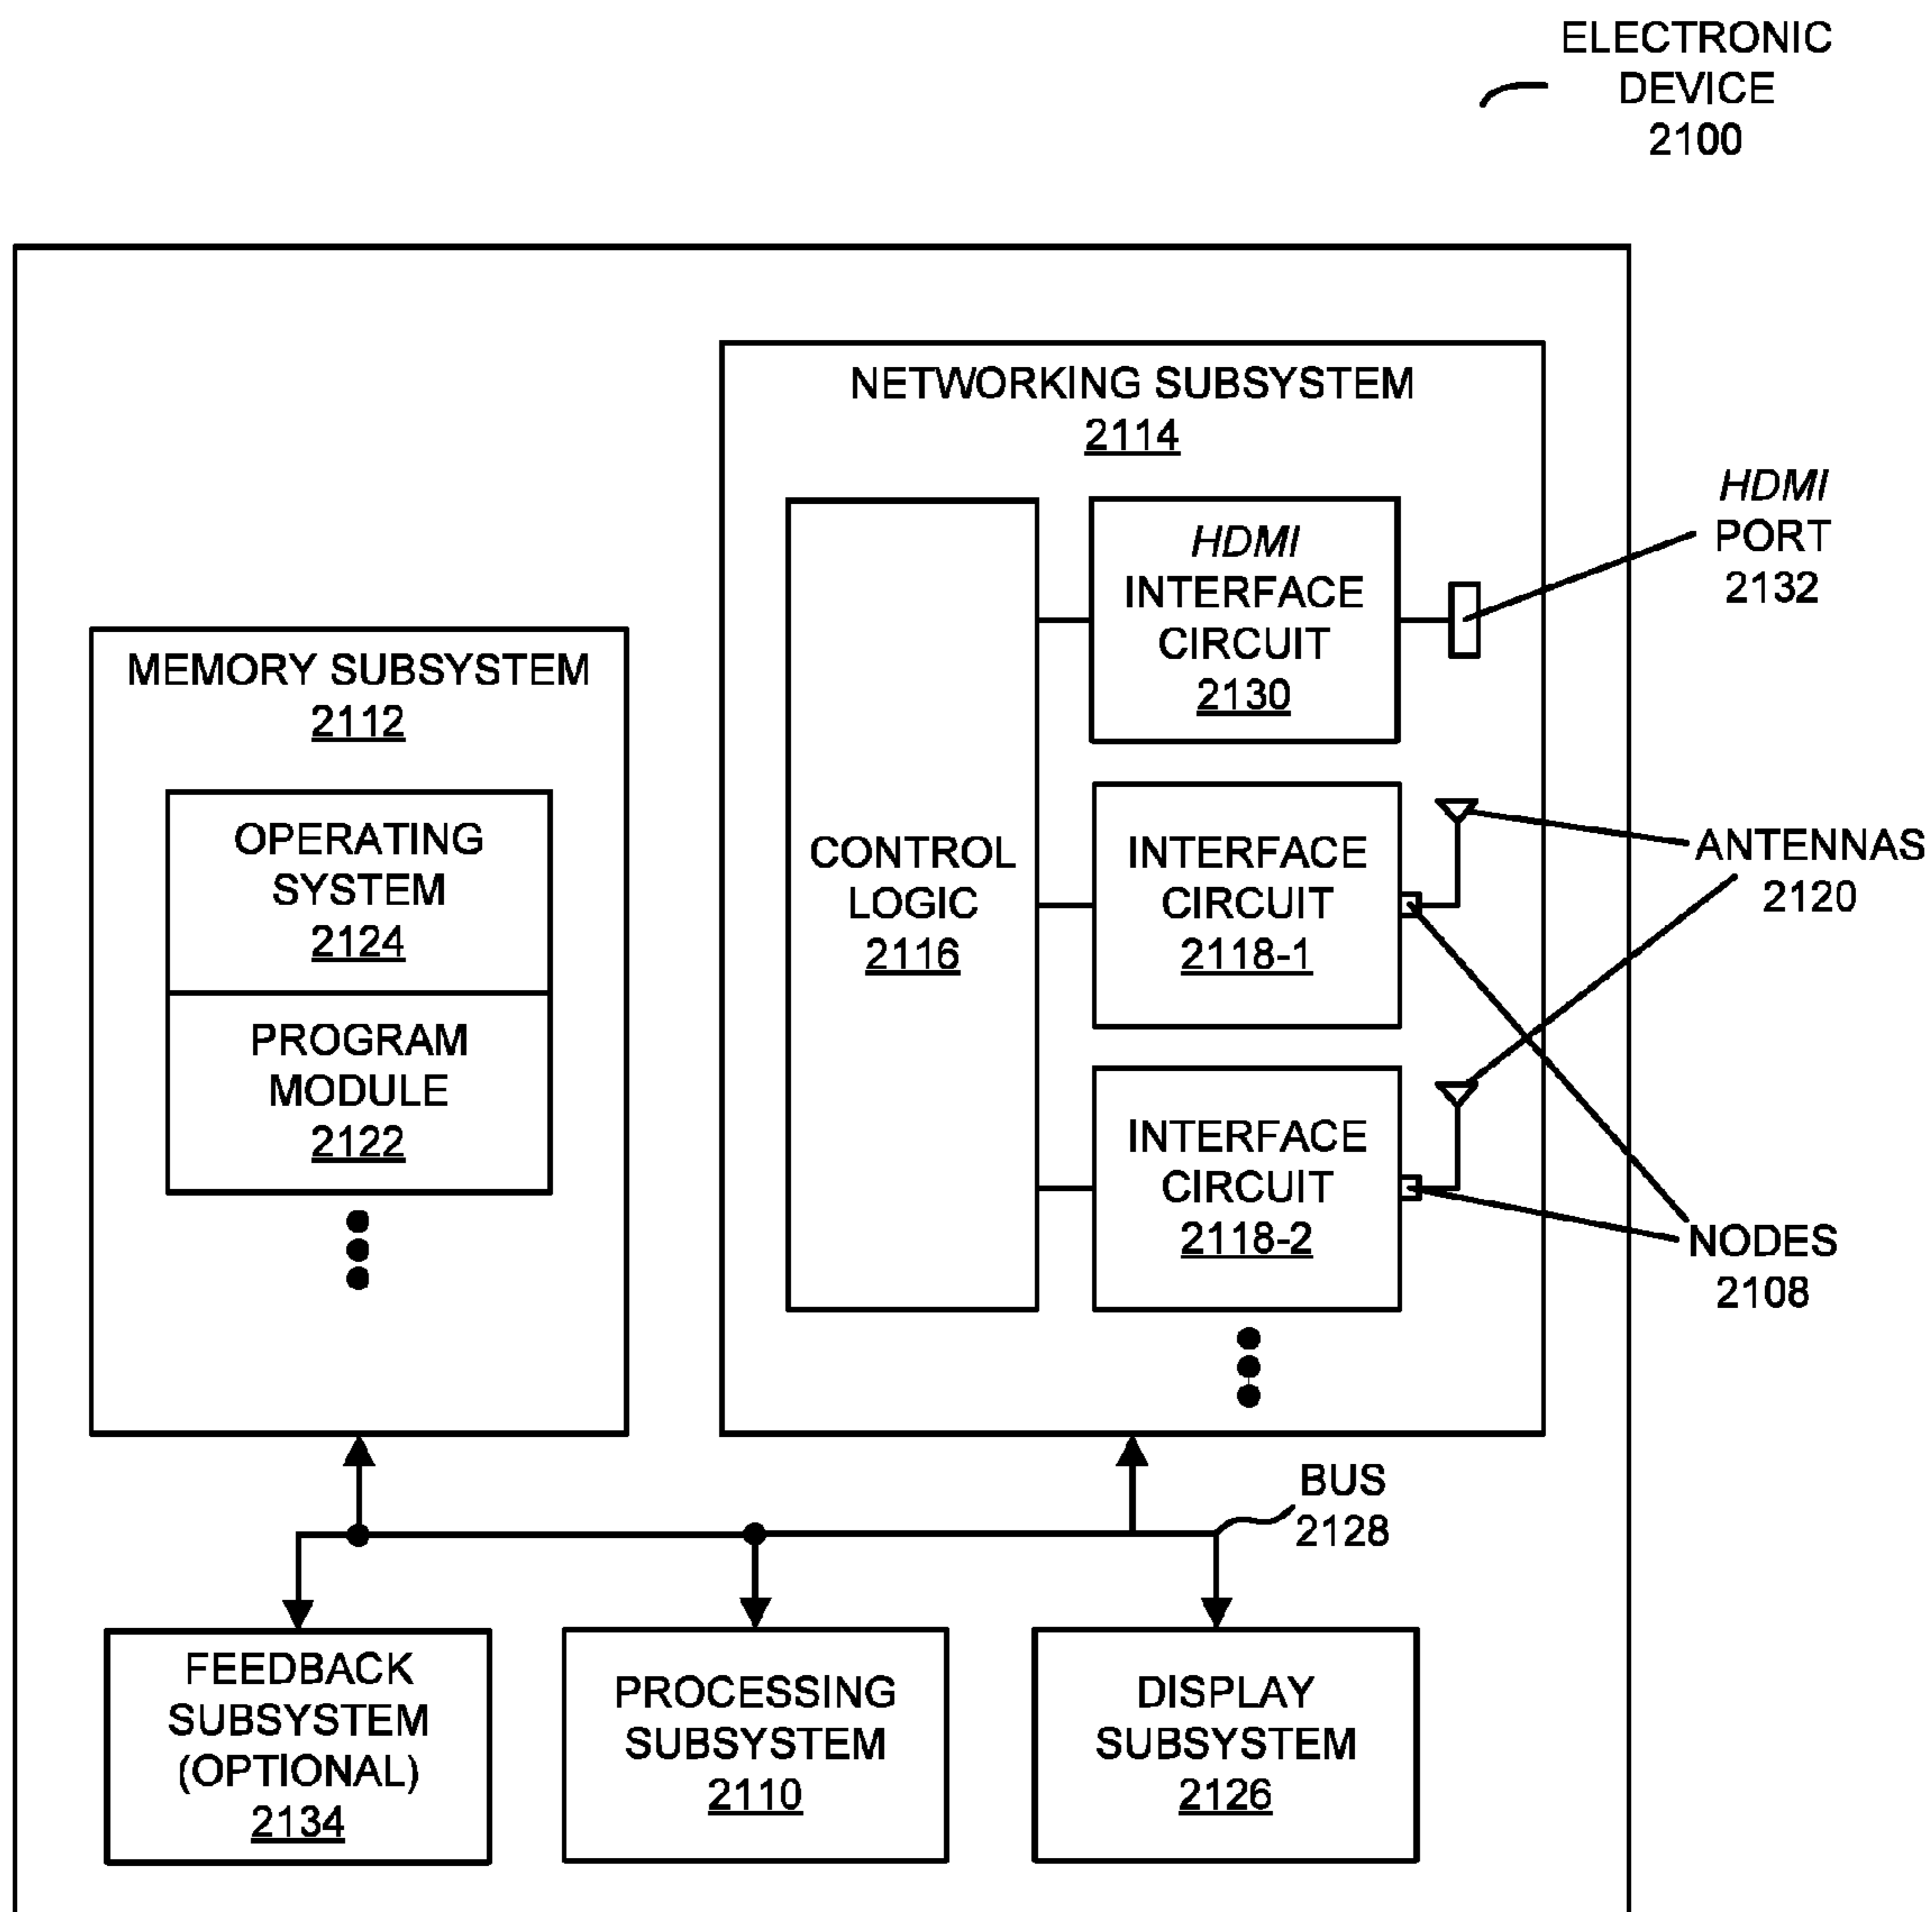 ELECTRONIC
DEVICE
2100
NETWORKING SUBSYSTEM
2114
HDMI
INTERFACE
CIRCUIT
2130
HDMI
PORT
2132
MEMORY SUBSYSTEM
2112
OPERATING
SYSTEM
2124
PROGRAM
MODULE
2122
CONTROL
LOGIC
2116
INTERFACE
CIRCUIT
2118-1
ANTENNAS
2120
INTERFACE
CIRCUIT
2118-2
NODES
2108
BUS
2128
FEEDBACK
SUBSYSTEM
(OPTIONAL)
2134
PROCESSING
SUBSYSTEM
2110
DISPLAY
SUBSYSTEM
2126